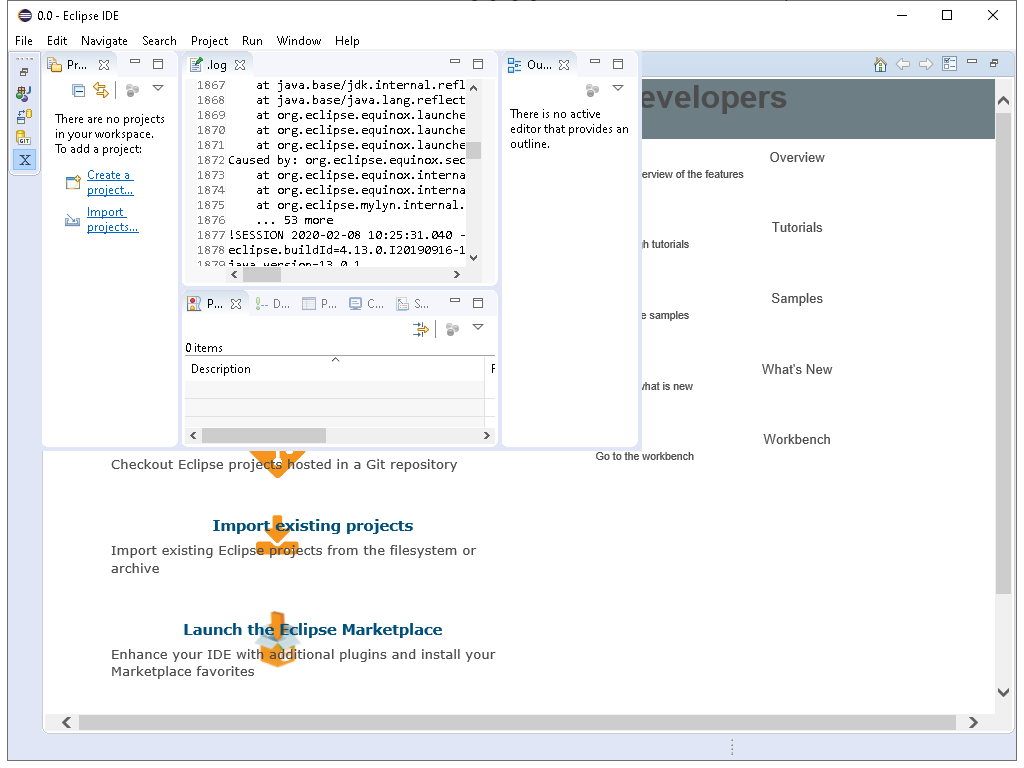 0.0 - Eclipse IDE
File Edit Navigate Search Project Run Window Help
Pr...
.log
Ou...
evelopers
1867 at java.base/jdk.internal.refl
1868 at java.base/java.lang.reflect
1869 at org.eclipse.equinox.launche
1870 at org.eclipse.equinox.launche
1871 at org.eclipse.equinox.launche
1872 Caused by: org.eclipse.equinox.sec
1873 at org.eclipse.equinox.interna
1874 at org.eclipse.equinox.interna
1875 at org.eclipse.mylyn.internal.
1876 ... 53 more
1877 !SESSION 2020-02-08 10:25:31.040 -
1878 eclipse.buildId=4.13.0.I20190916-1
1879 java.version=13.0.1
There are no projects
in your workspace.
To add a project:
Create a
project...
Import
projects...
GIT
X
There is no active
editor that provides an
outline.
P... D... P... C... S...
0 items
Description
Overview
erview of the features
Tutorials
gh tutorials
Samples
e samples
What's New
what is new
Workbench
Go to the workbench
Checkout Eclipse projects hosted in a Git repository
Import existing projects
Import existing Eclipse projects from the filesystem or
archive
Launch the Eclipse Marketplace
Enhance your IDE with additional plugins and install your
Marketplace favorites